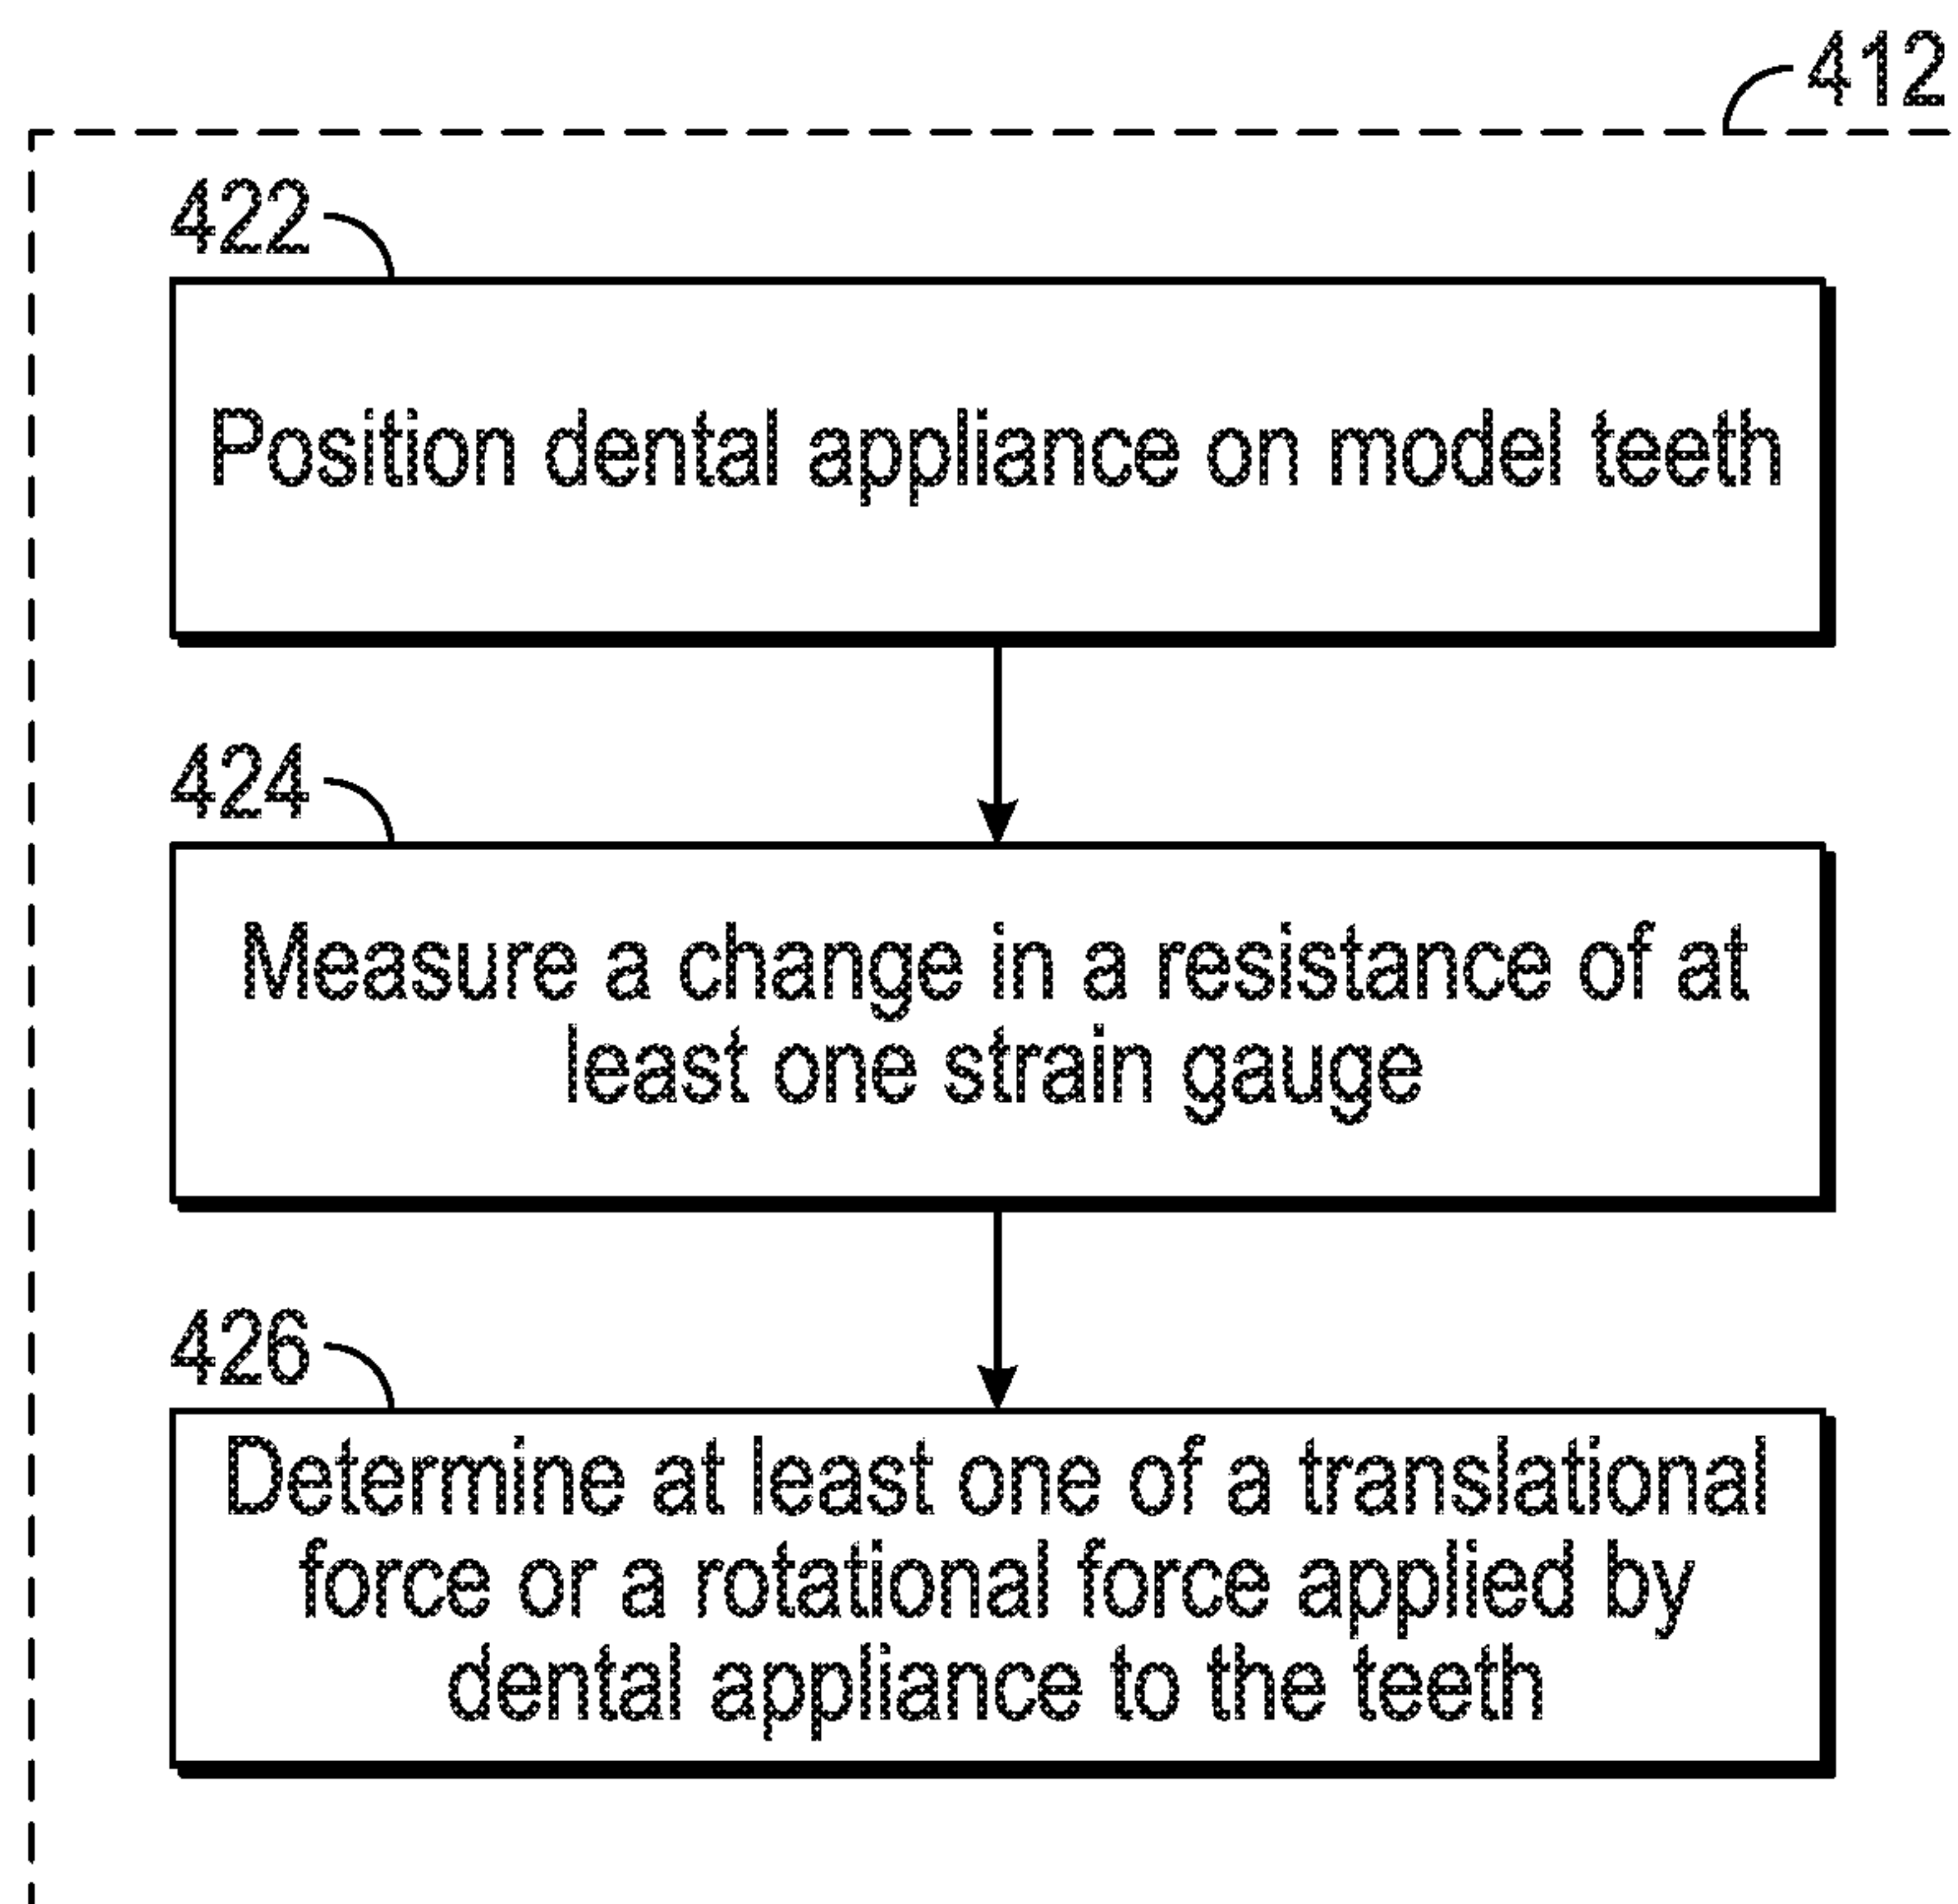 412
422
Position dental appliance on model teeth
424
Measure a change in a resistance of at
least one strain gauge
426
Determine at least one of a translational
force or a rotational force applied by
dental appliance to the teeth